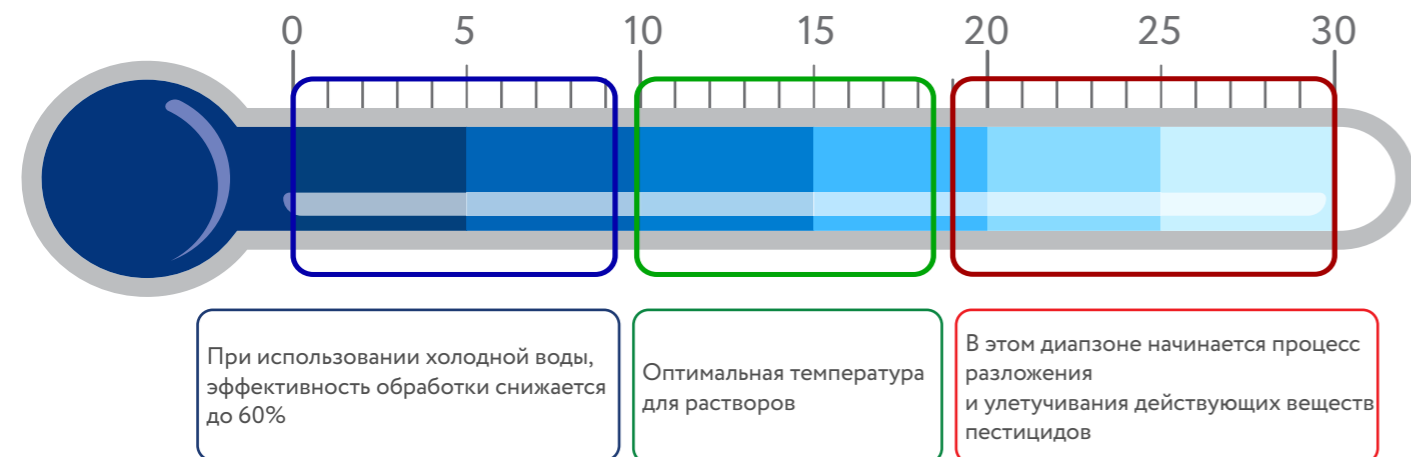 0 5 10 15 20 25 30
При использовании холодной воды,
эффективность обработки снижается
до 60%
Оптимальная температура
для растворов
В этом диапзоне начинается процесс
разложения
и улетучивания действующих веществ
пестицидов